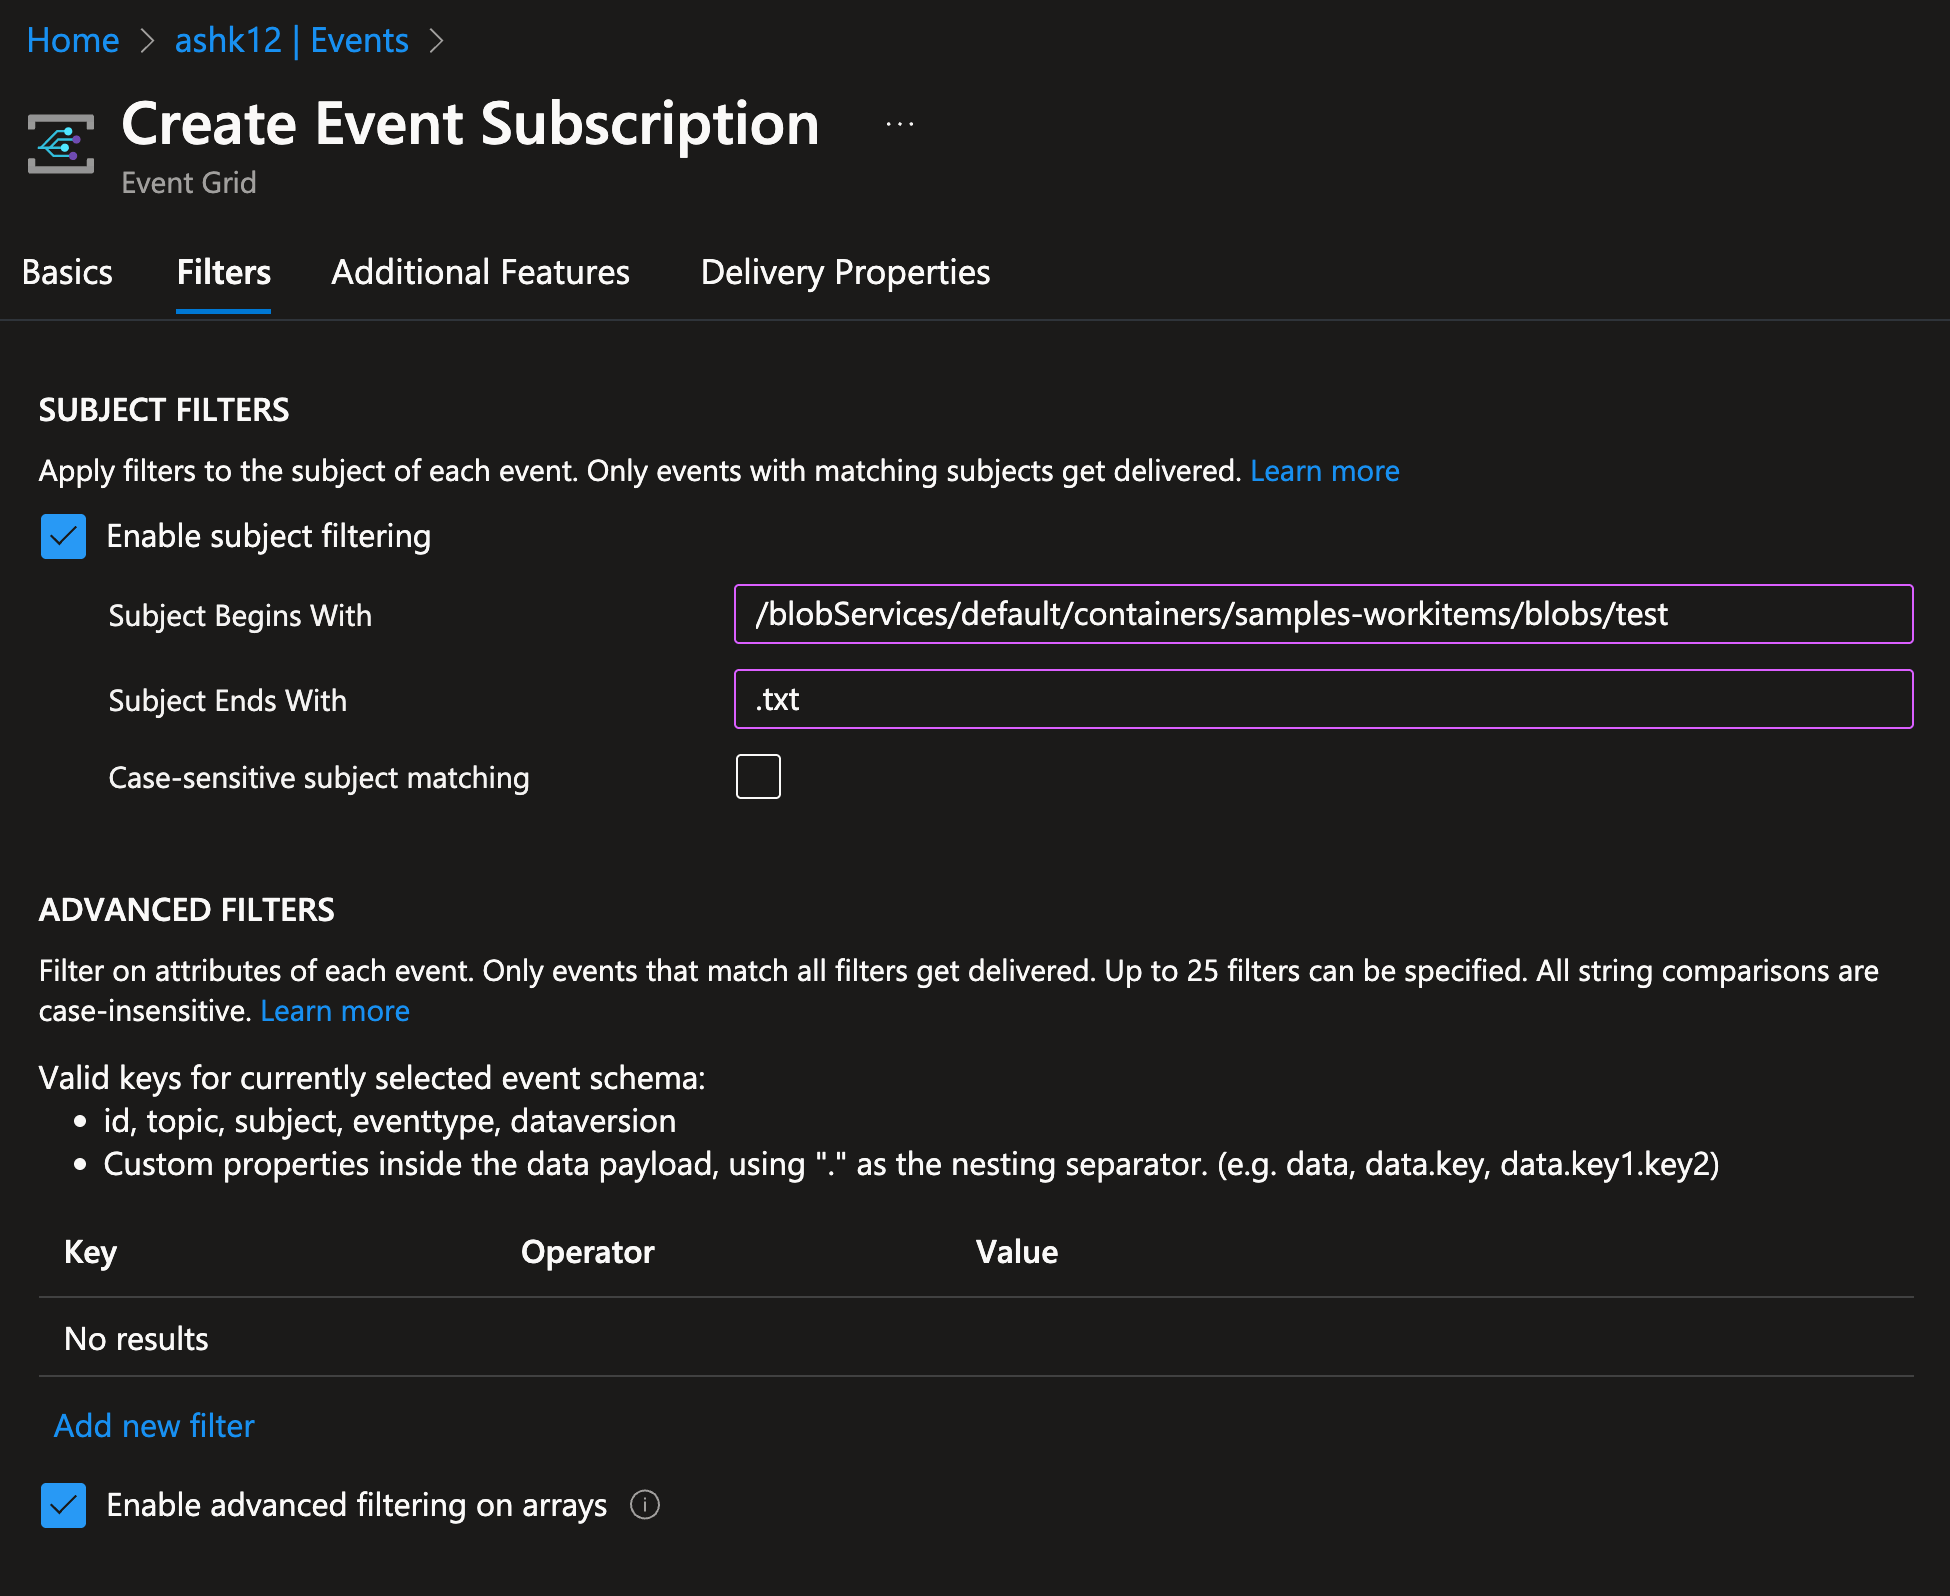 Home > ashk12 | Events >
Create Event Subscription ...
Event Grid
Basics Filters Additional Features Delivery Properties
SUBJECT FILTERS
Apply filters to the subject of each event. Only events with matching subjects get delivered. Learn more
Enable subject filtering
Subject Begins With /blobServices/default/containers/samples-workitems/blobs/test
Subject Ends With .txt
Case-sensitive subject matching
ADVANCED FILTERS
Filter on attributes of each event. Only events that match all filters get delivered. Up to 25 filters can be specified. All string comparisons are
case-insensitive. Learn more
Valid keys for currently selected event schema:
• id, topic, subject, eventtype, dataversion
• Custom properties inside the data payload, using "." as the nesting separator. (e.g. data, data.key, data.key1.key2)
Key Operator Value
No results
Add new filter
Enable advanced filtering on arrays